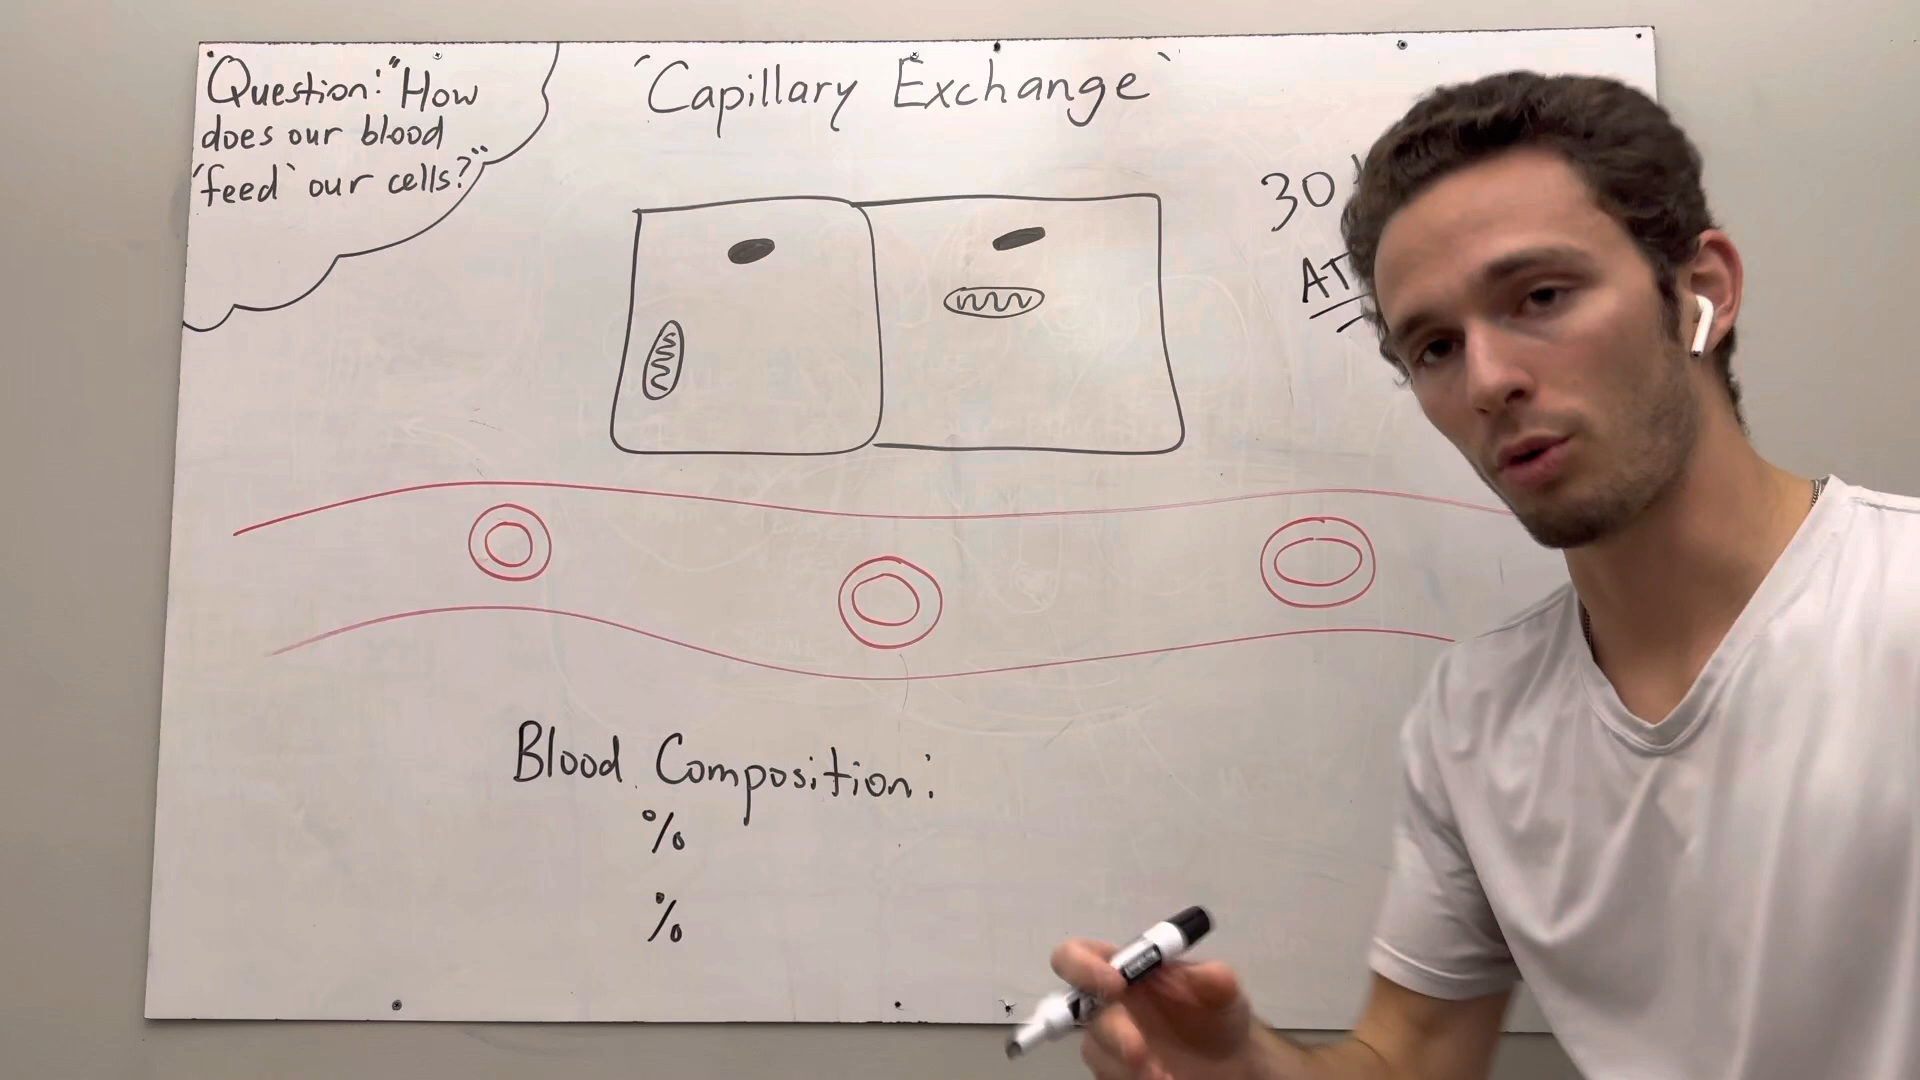 Question: "How
does our blood
'feed` our cells?"
´Capillary Exchange`
30
AT
Blood Composition:
%
%